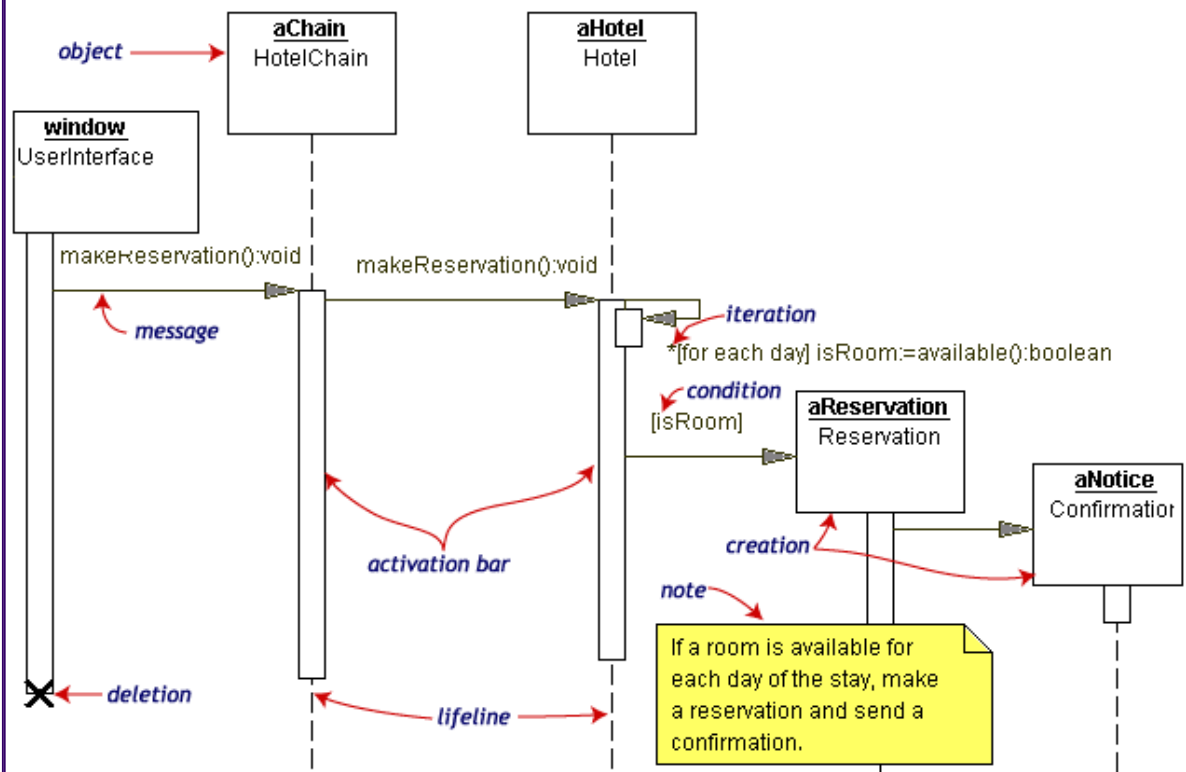 object
aChain
HotelChain
aHotel
Hotel
window
UserInterface
makeReservation():void
makeReservation():void
message
iteration
*[for each day] isRoom:=available():boolean
condition
[isRoom]
aReservation
Reservation
aNotice
Confirmation
activation bar
creation
note
If a room is available for
each day of the stay, make
a reservation and send a
confirmation.
deletion
lifeline